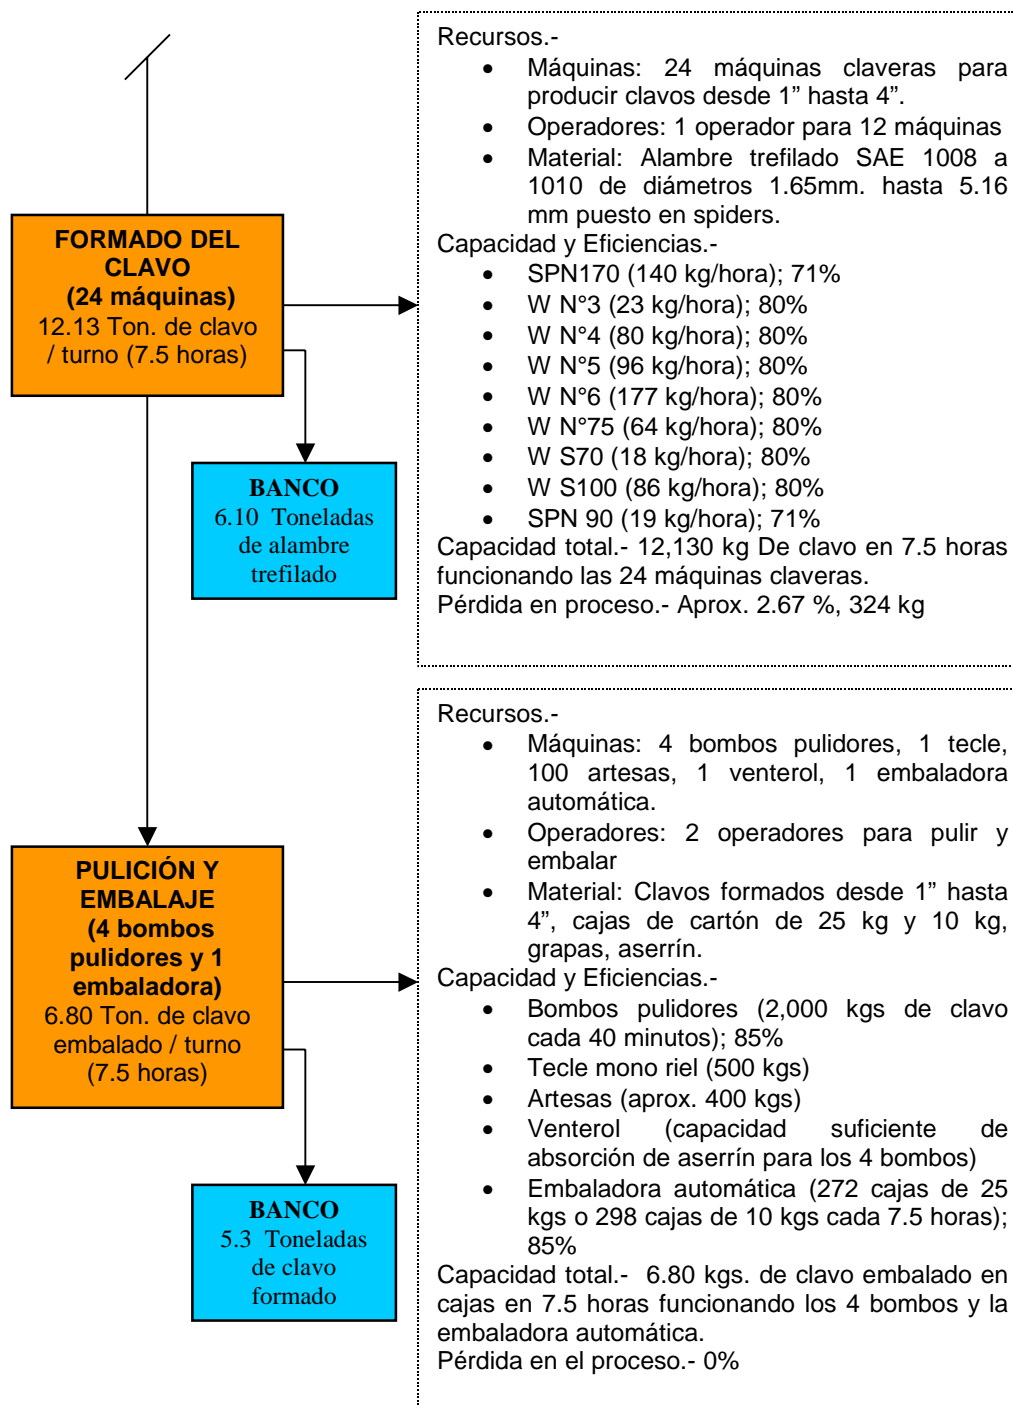 Recursos.-
• Máquinas: 24 máquinas claveras para
producir clavos desde 1” hasta 4”.
• Operadores: 1 operador para 12 máquinas
• Material: Alambre trefilado SAE 1008 a
1010 de diámetros 1.65mm. hasta 5.16
mm puesto en spiders.
Capacidad y Eficiencias.-
• SPN170 (140 kg/hora); 71%
• W N°3 (23 kg/hora); 80%
• W N°4 (80 kg/hora); 80%
• W N°5 (96 kg/hora); 80%
• W N°6 (177 kg/hora); 80%
• W N°75 (64 kg/hora); 80%
• W S70 (18 kg/hora); 80%
• W S100 (86 kg/hora); 80%
• SPN 90 (19 kg/hora); 71%
Capacidad total.- 12,130 kg De clavo en 7.5 horas
funcionando las 24 máquinas claveras.
Pérdida en proceso.- Aprox. 2.67 %, 324 kg
FORMADO DEL
CLAVO
(24 máquinas)
12.13 Ton. de clavo
/ turno (7.5 horas)
BANCO
6.10 Toneladas
de alambre
trefilado
Recursos.-
• Máquinas: 4 bombos pulidores, 1 tecle,
100 artesas, 1 venterol, 1 embaladora
automática.
• Operadores: 2 operadores para pulir y
embalar
• Material: Clavos formados desde 1” hasta
4”, cajas de cartón de 25 kg y 10 kg,
grapas, aserrín.
Capacidad y Eficiencias.-
• Bombos pulidores (2,000 kgs de clavo
cada 40 minutos); 85%
• Tecle mono riel (500 kgs)
• Artesas (aprox. 400 kgs)
• Venterol (capacidad suficiente de
absorción de aserrín para los 4 bombos)
• Embaladora automática (272 cajas de 25
kgs o 298 cajas de 10 kgs cada 7.5 horas);
85%
Capacidad total.- 6.80 kgs. de clavo embalado en
cajas en 7.5 horas funcionando los 4 bombos y la
embaladora automática.
Pérdida en el proceso.- 0%
PULICIÓN Y
EMBALAJE
(4 bombos
pulidores y 1
embaladora)
6.80 Ton. de clavo
embalado / turno
(7.5 horas)
BANCO
5.3 Toneladas
de clavo
formado